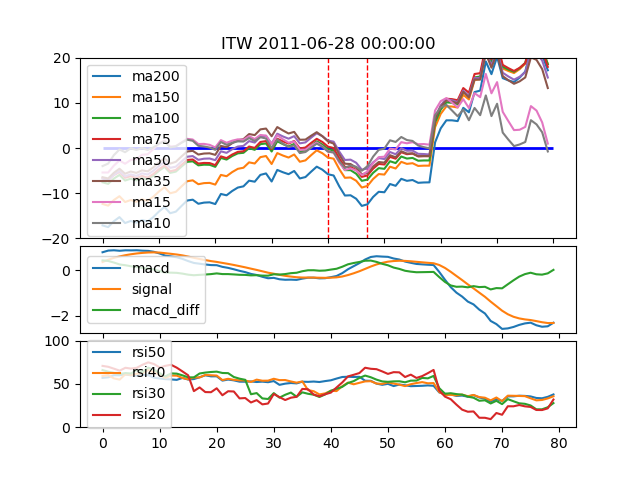 ITW 2011-06-28 00:00:00
20
10
0
−10
−20
ma200
ma150
ma100
ma75
ma50
ma35
ma15
ma10
0
−2
macd
signal
macd_diff
100
50
0
rsi50
rsi40
rsi30
rsi20
0 10 20 30 40 50 60 70 80